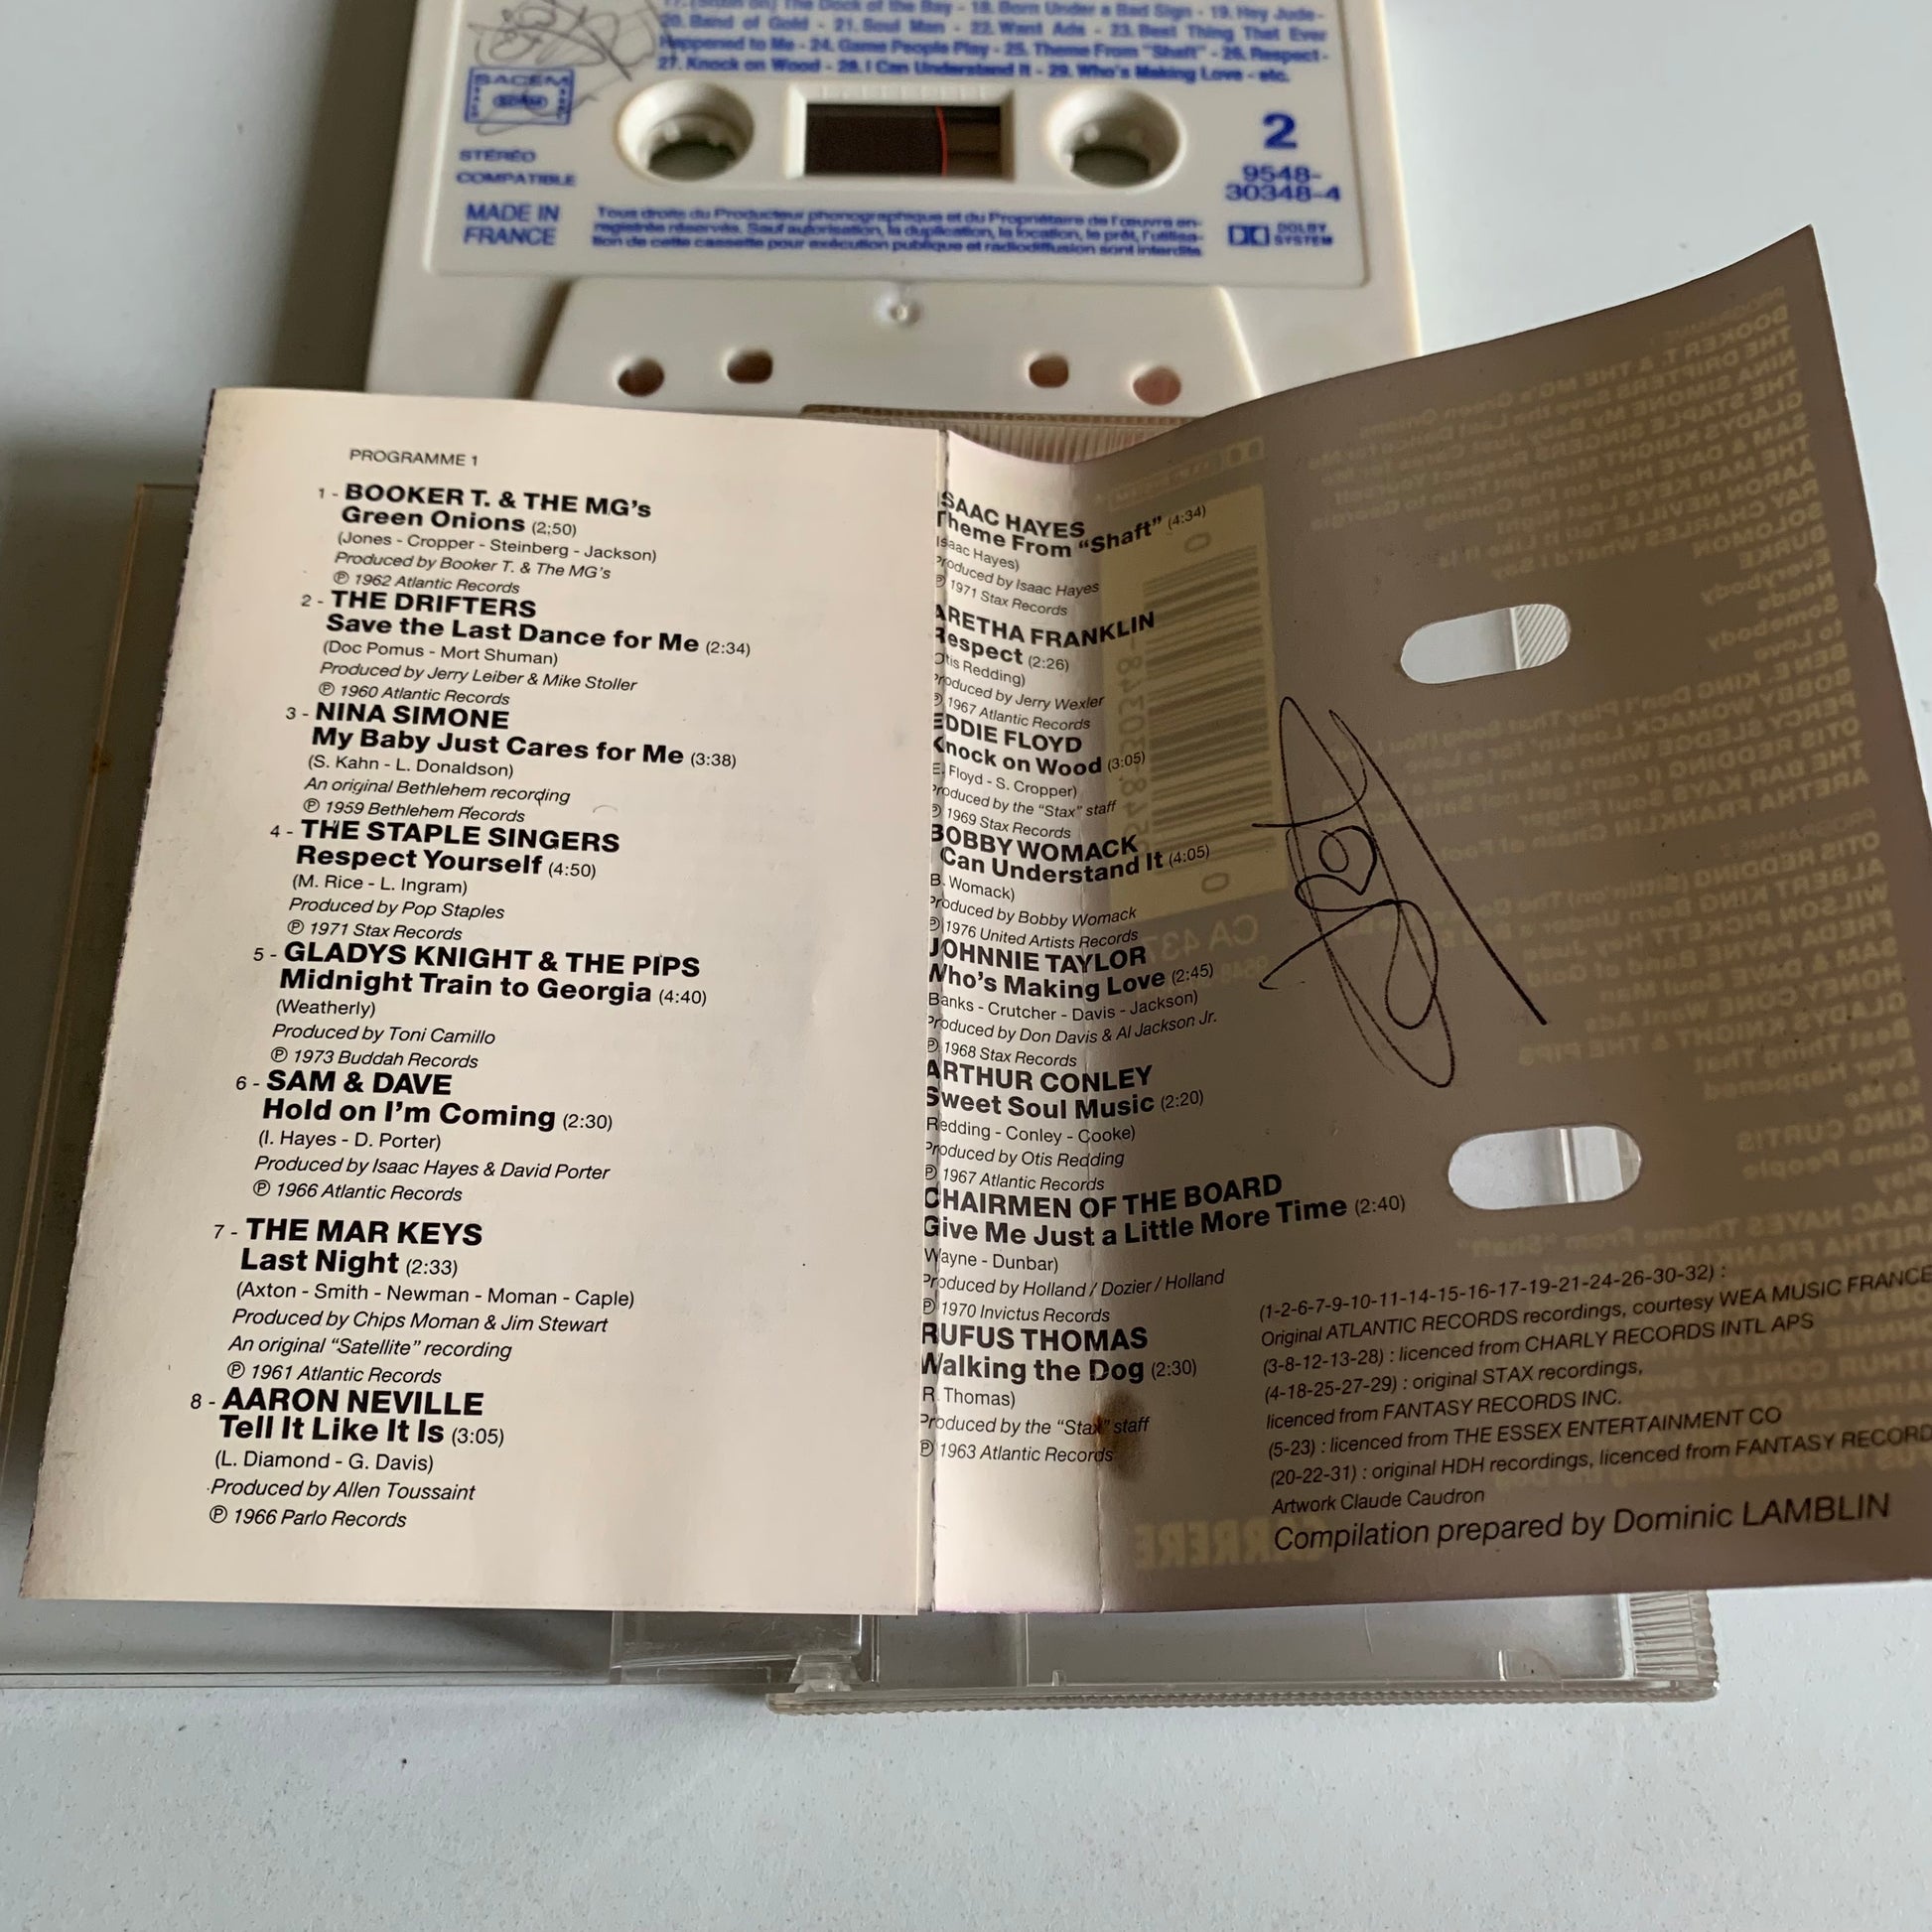 17. (Sittin' on) The Dock of the Bay - 18. Born Under a Bad Sign - 19. Hey Jude -
20. Band of Gold - 21. Soul Man - 22. Want Ads - 23. Best Thing That Ever
Happened to Me - 24. Game People Play - 25. Theme From "Shaft" - 26. Respect -
27. Knock on Wood - 28. I Can Understand It - 29. Who's Making Love - etc.
SACEM
SDRM
STÉRÉO
COMPATIBLE
MADE IN
FRANCE
2
9548-
30348-4
Tous droits du Producteur phonographique et du Propriétaire de l'œuvre en-
registrée réservés. Sauf autorisation, la duplication, la location, le prêt, l'utilisa-
tion de cette cassette pour exécution publique et radiodiffusion sont interdits
DOLBY
SYSTEM
PROGRAMME 1
1 - BOOKER T. & THE MG's
Green Onions (2:50)
(Jones - Cropper - Steinberg - Jackson)
Produced by Booker T. & The MG's
℗ 1962 Atlantic Records
2 - THE DRIFTERS
Save the Last Dance for Me (2:34)
(Doc Pomus - Mort Shuman)
Produced by Jerry Leiber & Mike Stoller
℗ 1960 Atlantic Records
3 - NINA SIMONE
My Baby Just Cares for Me (3:38)
(S. Kahn - L. Donaldson)
An original Bethlehem recording
℗ 1959 Bethlehem Records
4 - THE STAPLE SINGERS
Respect Yourself (4:50)
(M. Rice - L. Ingram)
Produced by Pop Staples
℗ 1971 Stax Records
5 - GLADYS KNIGHT & THE PIPS
Midnight Train to Georgia (4:40)
(Weatherly)
Produced by Toni Camillo
℗ 1973 Buddah Records
6 - SAM & DAVE
Hold on I'm Coming (2:30)
(I. Hayes - D. Porter)
Produced by Isaac Hayes & David Porter
℗ 1966 Atlantic Records
7 - THE MAR KEYS
Last Night (2:33)
(Axton - Smith - Newman - Moman - Caple)
Produced by Chips Moman & Jim Stewart
An original "Satellite" recording
℗ 1961 Atlantic Records
8 - AARON NEVILLE
Tell It Like It Is (3:05)
(L. Diamond - G. Davis)
Produced by Allen Toussaint
℗ 1966 Parlo Records
ISAAC HAYES
Theme From "Shaft" (4:34)
Isaac Hayes)
Produced by Isaac Hayes
℗ 1971 Stax Records
ARETHA FRANKLIN
Respect (2:26)
Otis Redding)
Produced by Jerry Wexler
℗ 1967 Atlantic Records
EDDIE FLOYD
Knock on Wood (3:05)
E. Floyd - S. Cropper)
Produced by the "Stax" staff
℗ 1969 Stax Records
BOBBY WOMACK
Can Understand It (4:05)
B. Womack)
Produced by Bobby Womack
℗ 1976 United Artists Records
JOHNNIE TAYLOR
Who's Making Love (2:45)
Banks - Crutcher - Davis - Jackson)
Produced by Don Davis & Al Jackson Jr.
℗ 1968 Stax Records
ARTHUR CONLEY
Sweet Soul Music (2:20)
Redding - Conley - Cooke)
Produced by Otis Redding
℗ 1967 Atlantic Records
CHAIRMEN OF THE BOARD
Give Me Just a Little More Time (2:40)
Wayne - Dunbar)
Produced by Holland / Dozier / Holland
℗ 1970 Invictus Records
RUFUS THOMAS
Walking the Dog (2:30)
R. Thomas)
Produced by the "Stax" staff
℗ 1963 Atlantic Records
(1-2-6-7-9-10-11-14-15-16-17-19-21-24-26-30-32) :
Original ATLANTIC RECORDS recordings, courtesy WEA MUSIC FRANCE
(3-8-12-13-28) : licenced from CHARLY RECORDS INTL APS
(4-18-25-27-29) : original STAX recordings,
licenced from FANTASY RECORDS INC.
(5-23) : licenced from THE ESSEX ENTERTAINMENT CO
(20-22-31) : original HDH recordings, licenced from FANTASY RECORD
Artwork Claude Caudron
Compilation prepared by Dominic LAMBLIN
CARRERE